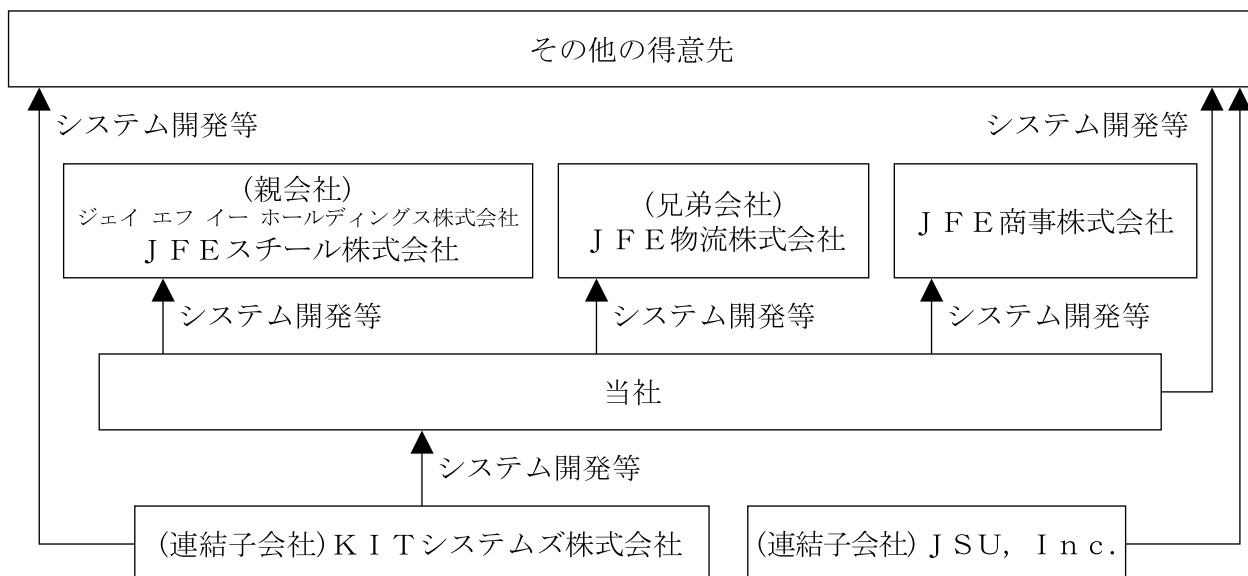 その他の得意先
システム開発等
システム開発等
(親会社)
ジェイ エフ イー ホールディングス株式会社
ＪＦＥスチール株式会社
(兄弟会社)
ＪＦＥ物流株式会社
ＪＦＥ商事株式会社
システム開発等
システム開発等
システム開発等
当社
システム開発等
(連結子会社)ＫＩＴシステムズ株式会社
(連結子会社)ＪＳＵ，Ｉｎｃ．